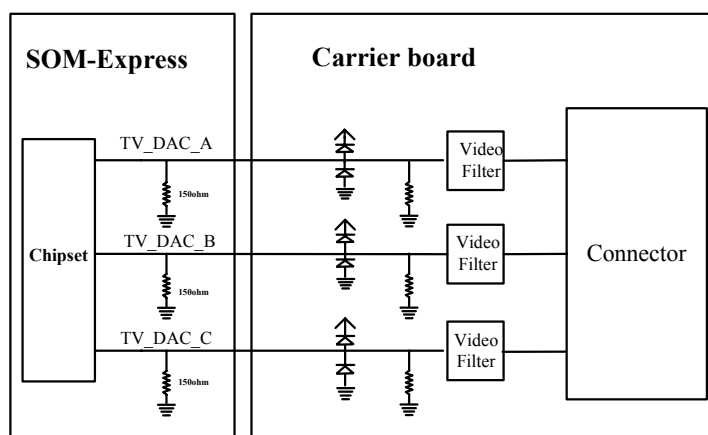 SOM-Express
Carrier board
TV_DAC_A
Video
Filter
150ohm
TV_DAC_B
Chipset
Video
Filter
Connector
150ohm
TV_DAC_C
Video
Filter
150ohm